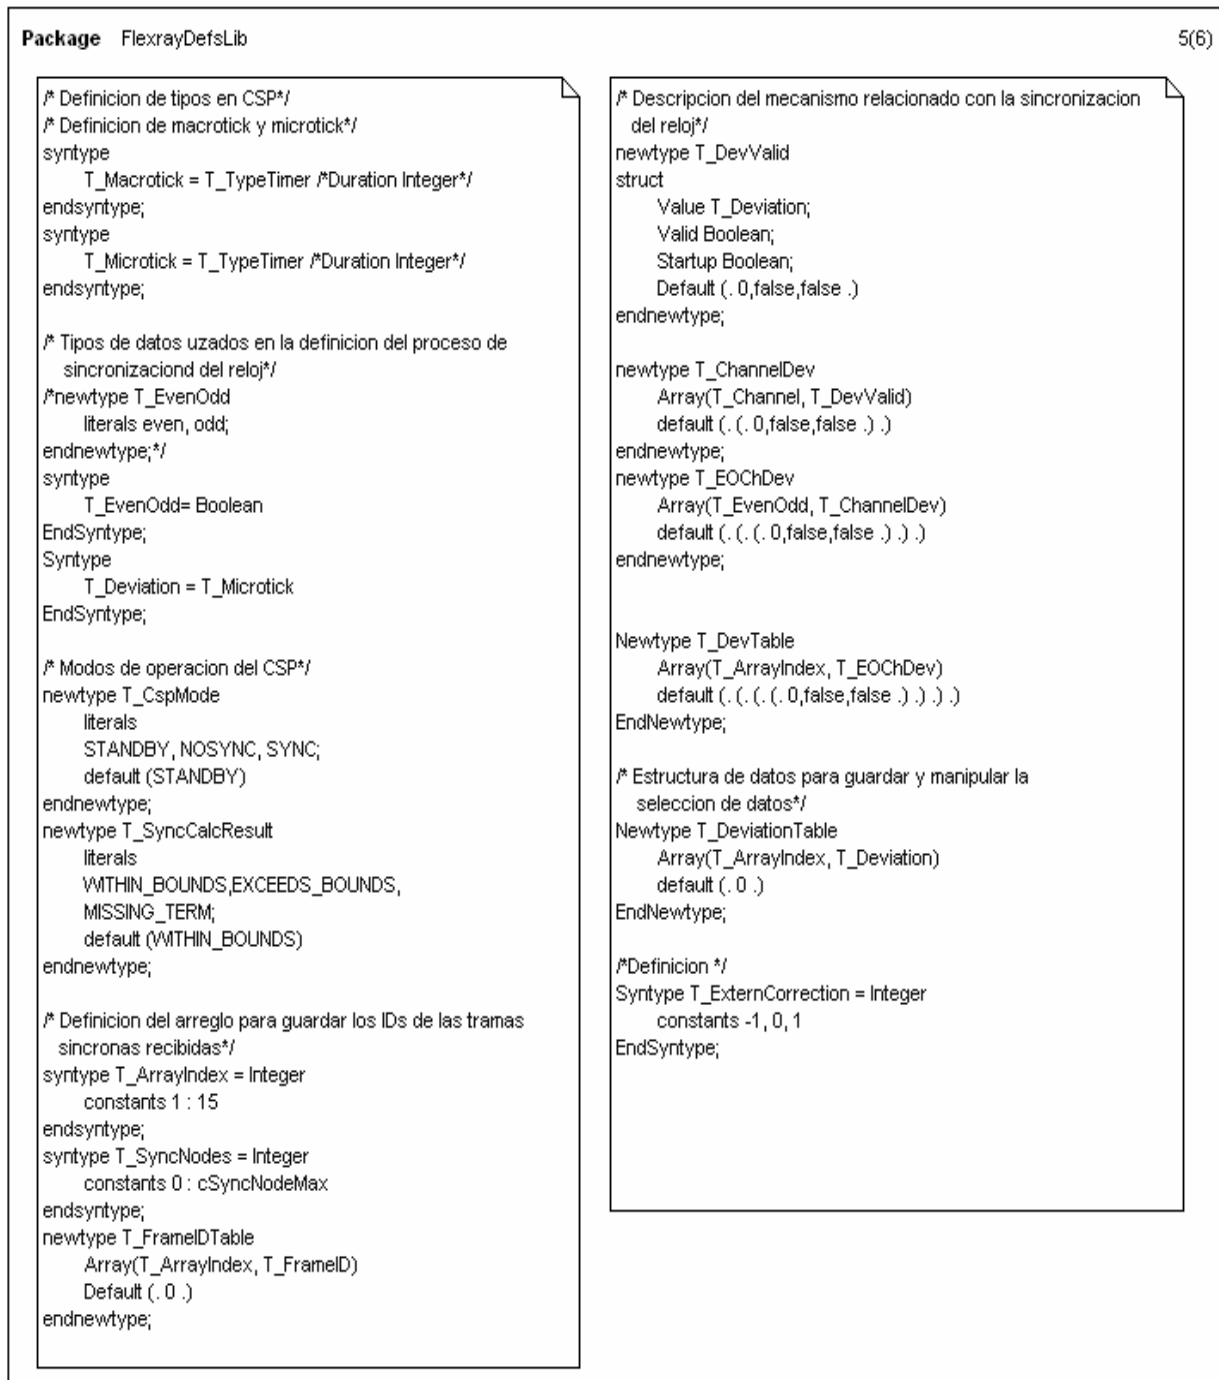 Package FlexrayDefsLib
5(6)
/* Definicion de tipos en CSP*/
/* Definicion de macrotick y microtick*/
syntype
T_Macrotick = T_TypeTimer /*Duration Integer*/
endsyntype;
syntype
T_Microtick = T_TypeTimer /*Duration Integer*/
endsyntype;
/* Tipos de datos uzados en la definicion del proceso de
sincronizaciond del reloj*/
/*newtype T_EvenOdd
literals even, odd;
endnewtype;*/
syntype
T_EvenOdd= Boolean
EndSyntype;
Syntype
T_Deviation = T_Microtick
EndSyntype;
/* Modos de operacion del CSP*/
newtype T_CspMode
literals
STANDBY, NOSYNC, SYNC;
default (STANDBY)
endnewtype;
newtype T_SyncCalcResult
literals
WITHIN_BOUNDS,EXCEEDS_BOUNDS,
MISSING_TERM;
default (WITHIN_BOUNDS)
endnewtype;
/* Definicion del arreglo para guardar los IDs de las tramas
sincronas recibidas*/
syntype T_ArrayIndex = Integer
constants 1 : 15
endsyntype;
syntype T_SyncNodes = Integer
constants 0 : cSyncNodeMax
endsyntype;
newtype T_FrameIDTable
Array(T_ArrayIndex, T_FrameID)
Default (. 0 .)
endnewtype;
/* Descripcion del mecanismo relacionado con la sincronizacion
del reloj*/
newtype T_DevValid
struct
Value T_Deviation;
Valid Boolean;
Startup Boolean;
Default (. 0,false,false .)
endnewtype;
newtype T_ChannelDev
Array(T_Channel, T_DevValid)
default (. (. 0,false,false .) .)
endnewtype;
newtype T_EOChDev
Array(T_EvenOdd, T_ChannelDev)
default (. (. (. 0,false,false .) .) .)
endnewtype;
Newtype T_DevTable
Array(T_ArrayIndex, T_EOChDev)
default (. (. (. (. 0,false,false .) .) .) .)
EndNewtype;
/* Estructura de datos para guardar y manipular la
seleccion de datos*/
Newtype T_DeviationTable
Array(T_ArrayIndex, T_Deviation)
default (. 0 .)
EndNewtype;
/*Definicion */
Syntype T_ExternCorrection = Integer
constants -1, 0, 1
EndSyntype;